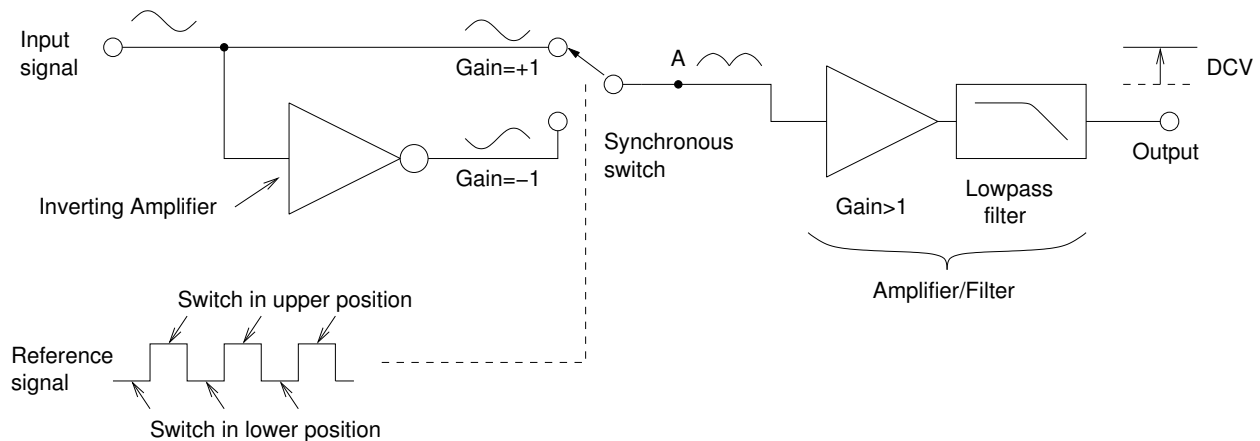 Input
signal
Gain=+1
A
DCV
Synchronous
switch
Output
Gain=−1
Inverting Amplifier
Gain>1
Lowpass
filter
Amplifier/Filter
Switch in upper position
Reference
signal
Switch in lower position